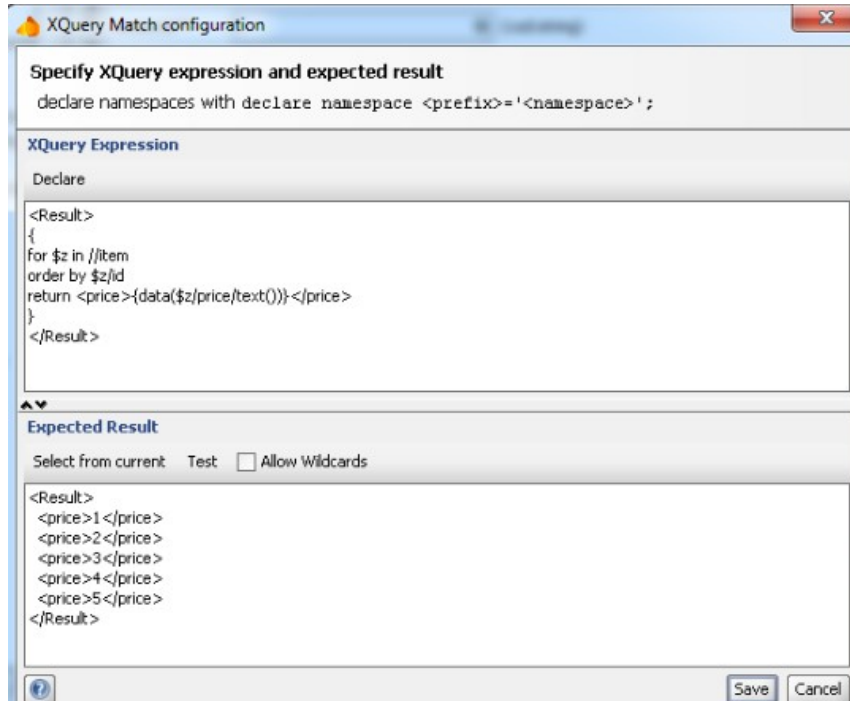 XQuery Match configuration
Specify XQuery expression and expected result
declare namespaces with declare namespace <prefix>='<namespace>';
XQuery Expression
Declare
<Result>
{
for $z in //item
order by $z/id
return <price>{data($z/price/text())}</price>
}
</Result>
Expected Result
Select from current Test Allow Wildcards
<Result>
<price>1</price>
<price>2</price>
<price>3</price>
<price>4</price>
<price>5</price>
</Result>
Save Cancel